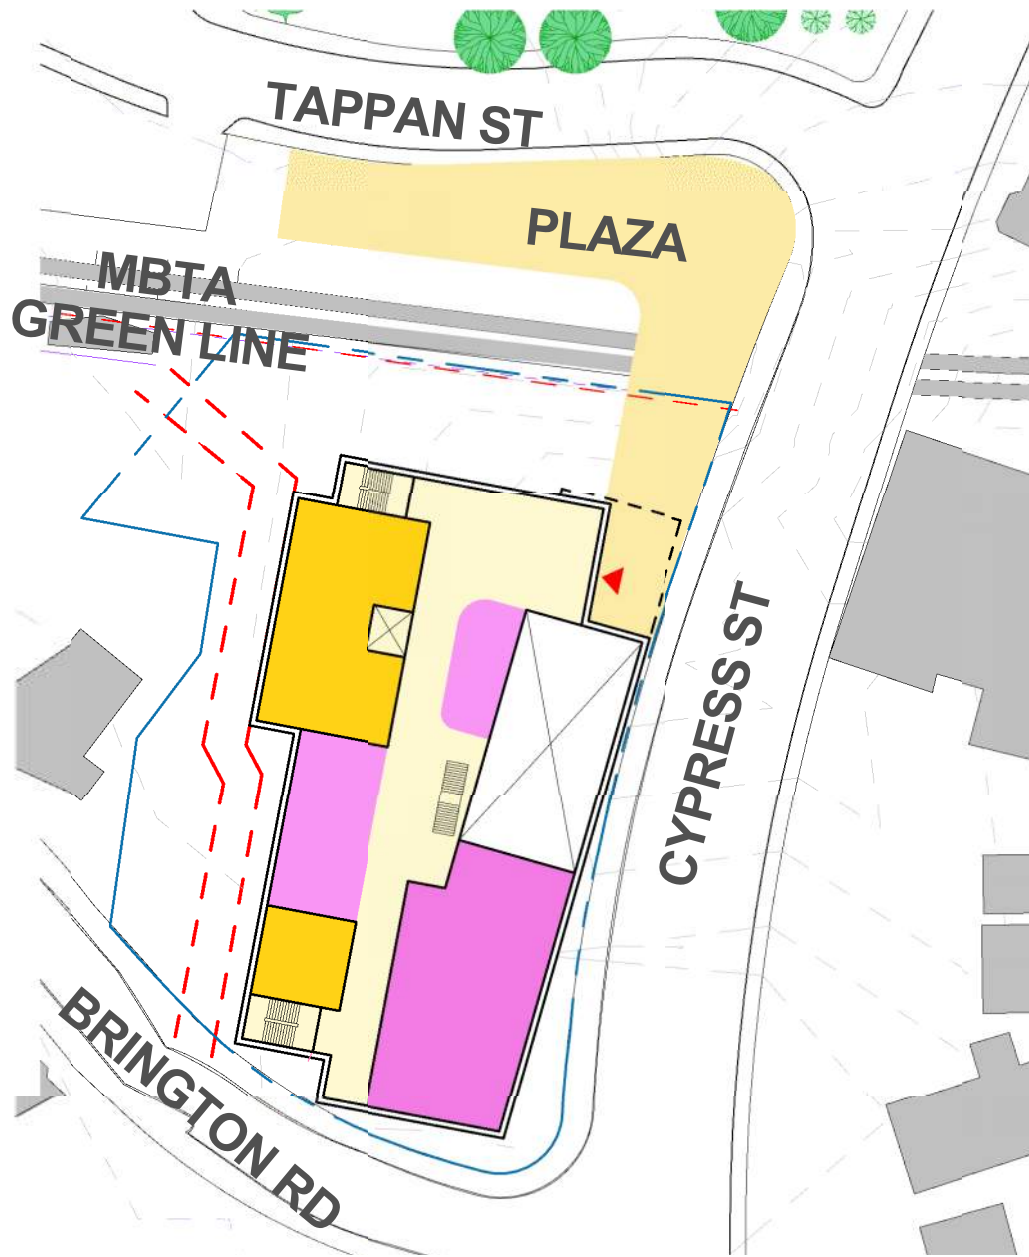 TAPPAN ST
PLAZA
MBTA
GREEN LINE
CYPRESS ST
BRINGTON RD